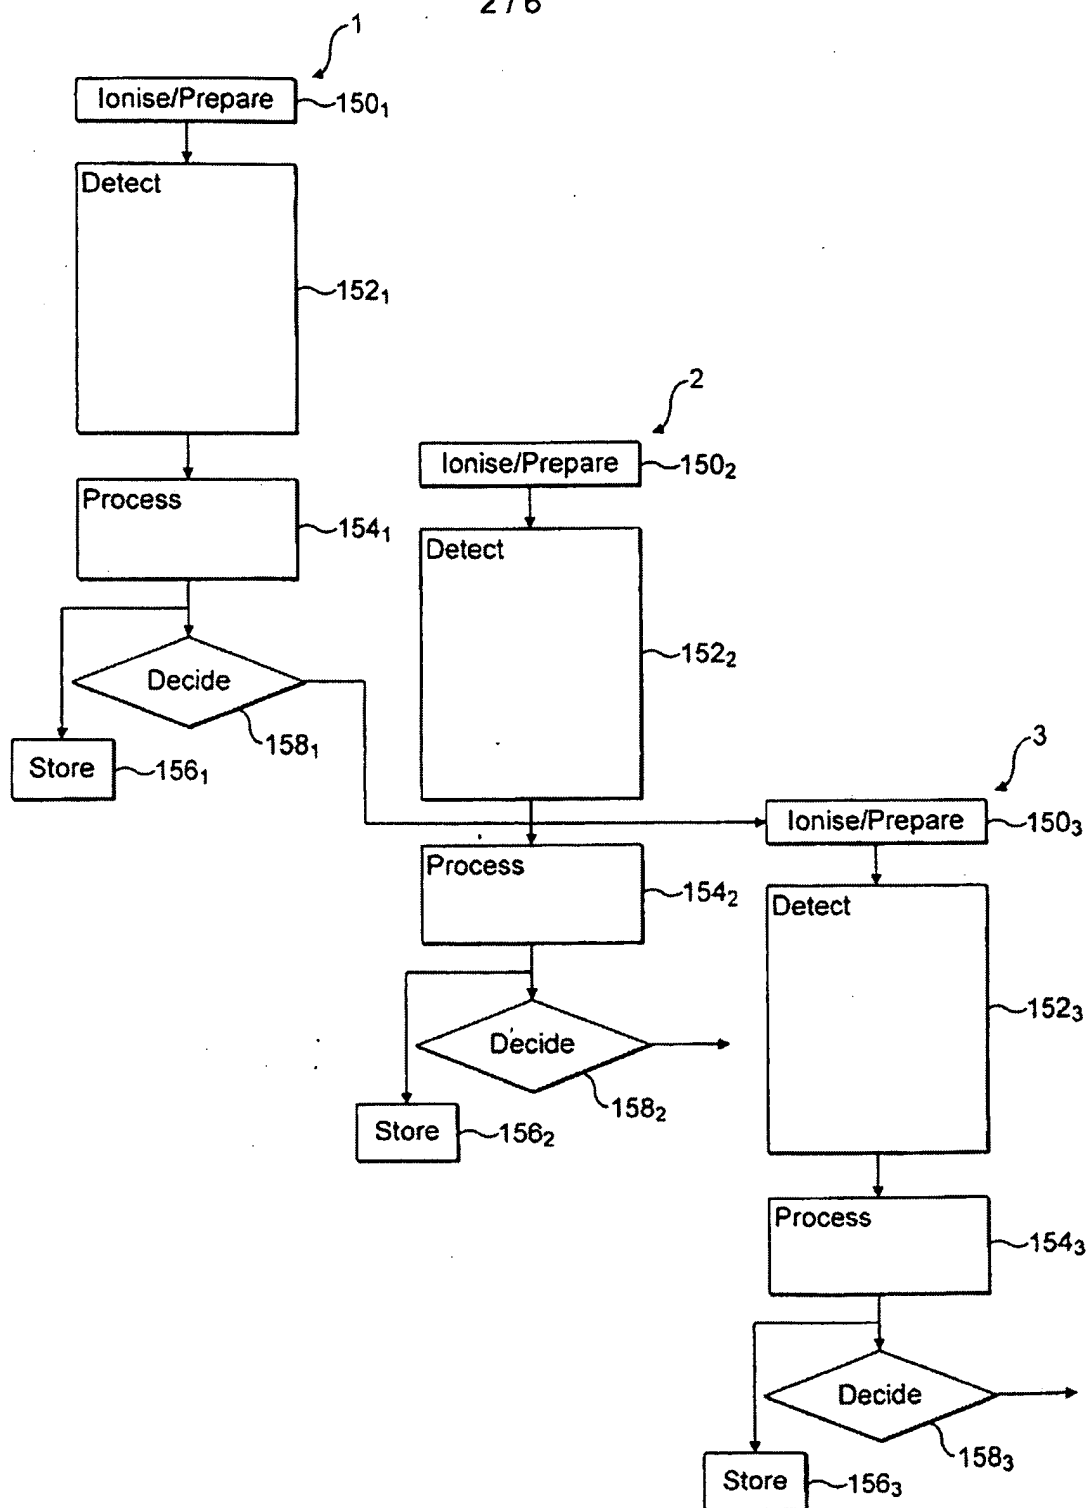 2/6
1
Ionise/Prepare
150₁
Detect
152₁
Process
154₁
Decide
158₁
Store
156₁
2
Ionise/Prepare
150₂
Detect
152₂
Process
154₂
Decide
158₂
Store
156₂
3
Ionise/Prepare
150₃
Detect
152₃
Process
154₃
Decide
158₃
Store
156₃